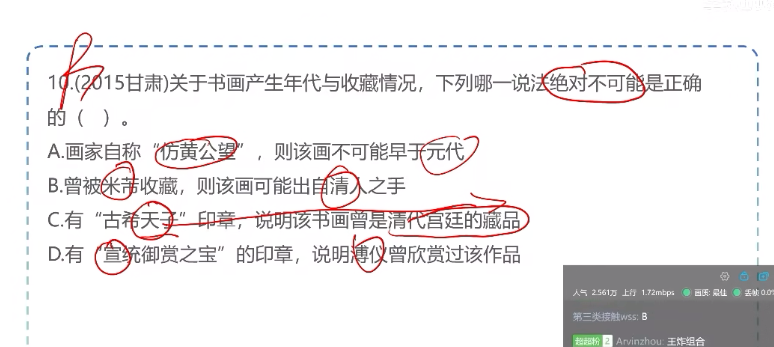 10.(2015甘肃)关于书画产生年代与收藏情况，下列哪一说法绝对不可能是正确
的（  ）。
A.画家自称“仿黄公望”，则该画不可能早于元代
B.曾被米芾收藏，则该画可能出自清人之手
C.有“古希天子”印章，说明该书画曾是清代宫廷的藏品
D.有“宣统御赏之宝”的印章，说明溥仪曾欣赏过该作品
人气 2.561万 上行 1.72mbps 画质: 最佳 丢帧 0.01
第三类接触wss: B
超超粉 2 Arvinzhou: 王炸组合